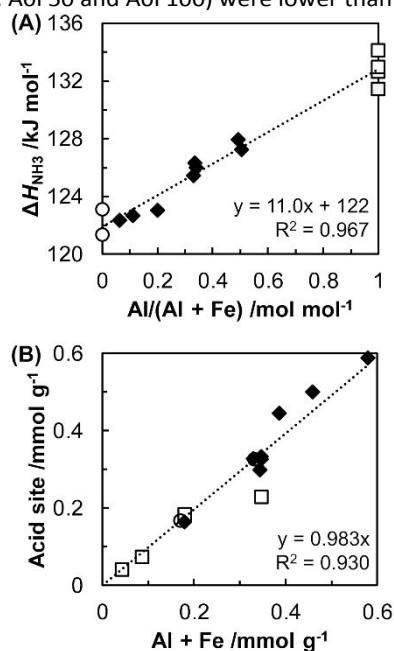 AOI 50 and AOI 100) were lower than
(A)
136
132
128
124
120
ΔH_NH3 /kJ mol⁻¹
y = 11.0x + 122
R² = 0.967
0 0.2 0.4 0.6 0.8 1
Al/(Al + Fe) /mol mol⁻¹
(B)
0.6
0.4
0.2
0
Acid site /mmol g⁻¹
y = 0.983x
R² = 0.930
0 0.2 0.4 0.6
Al + Fe /mmol g⁻¹